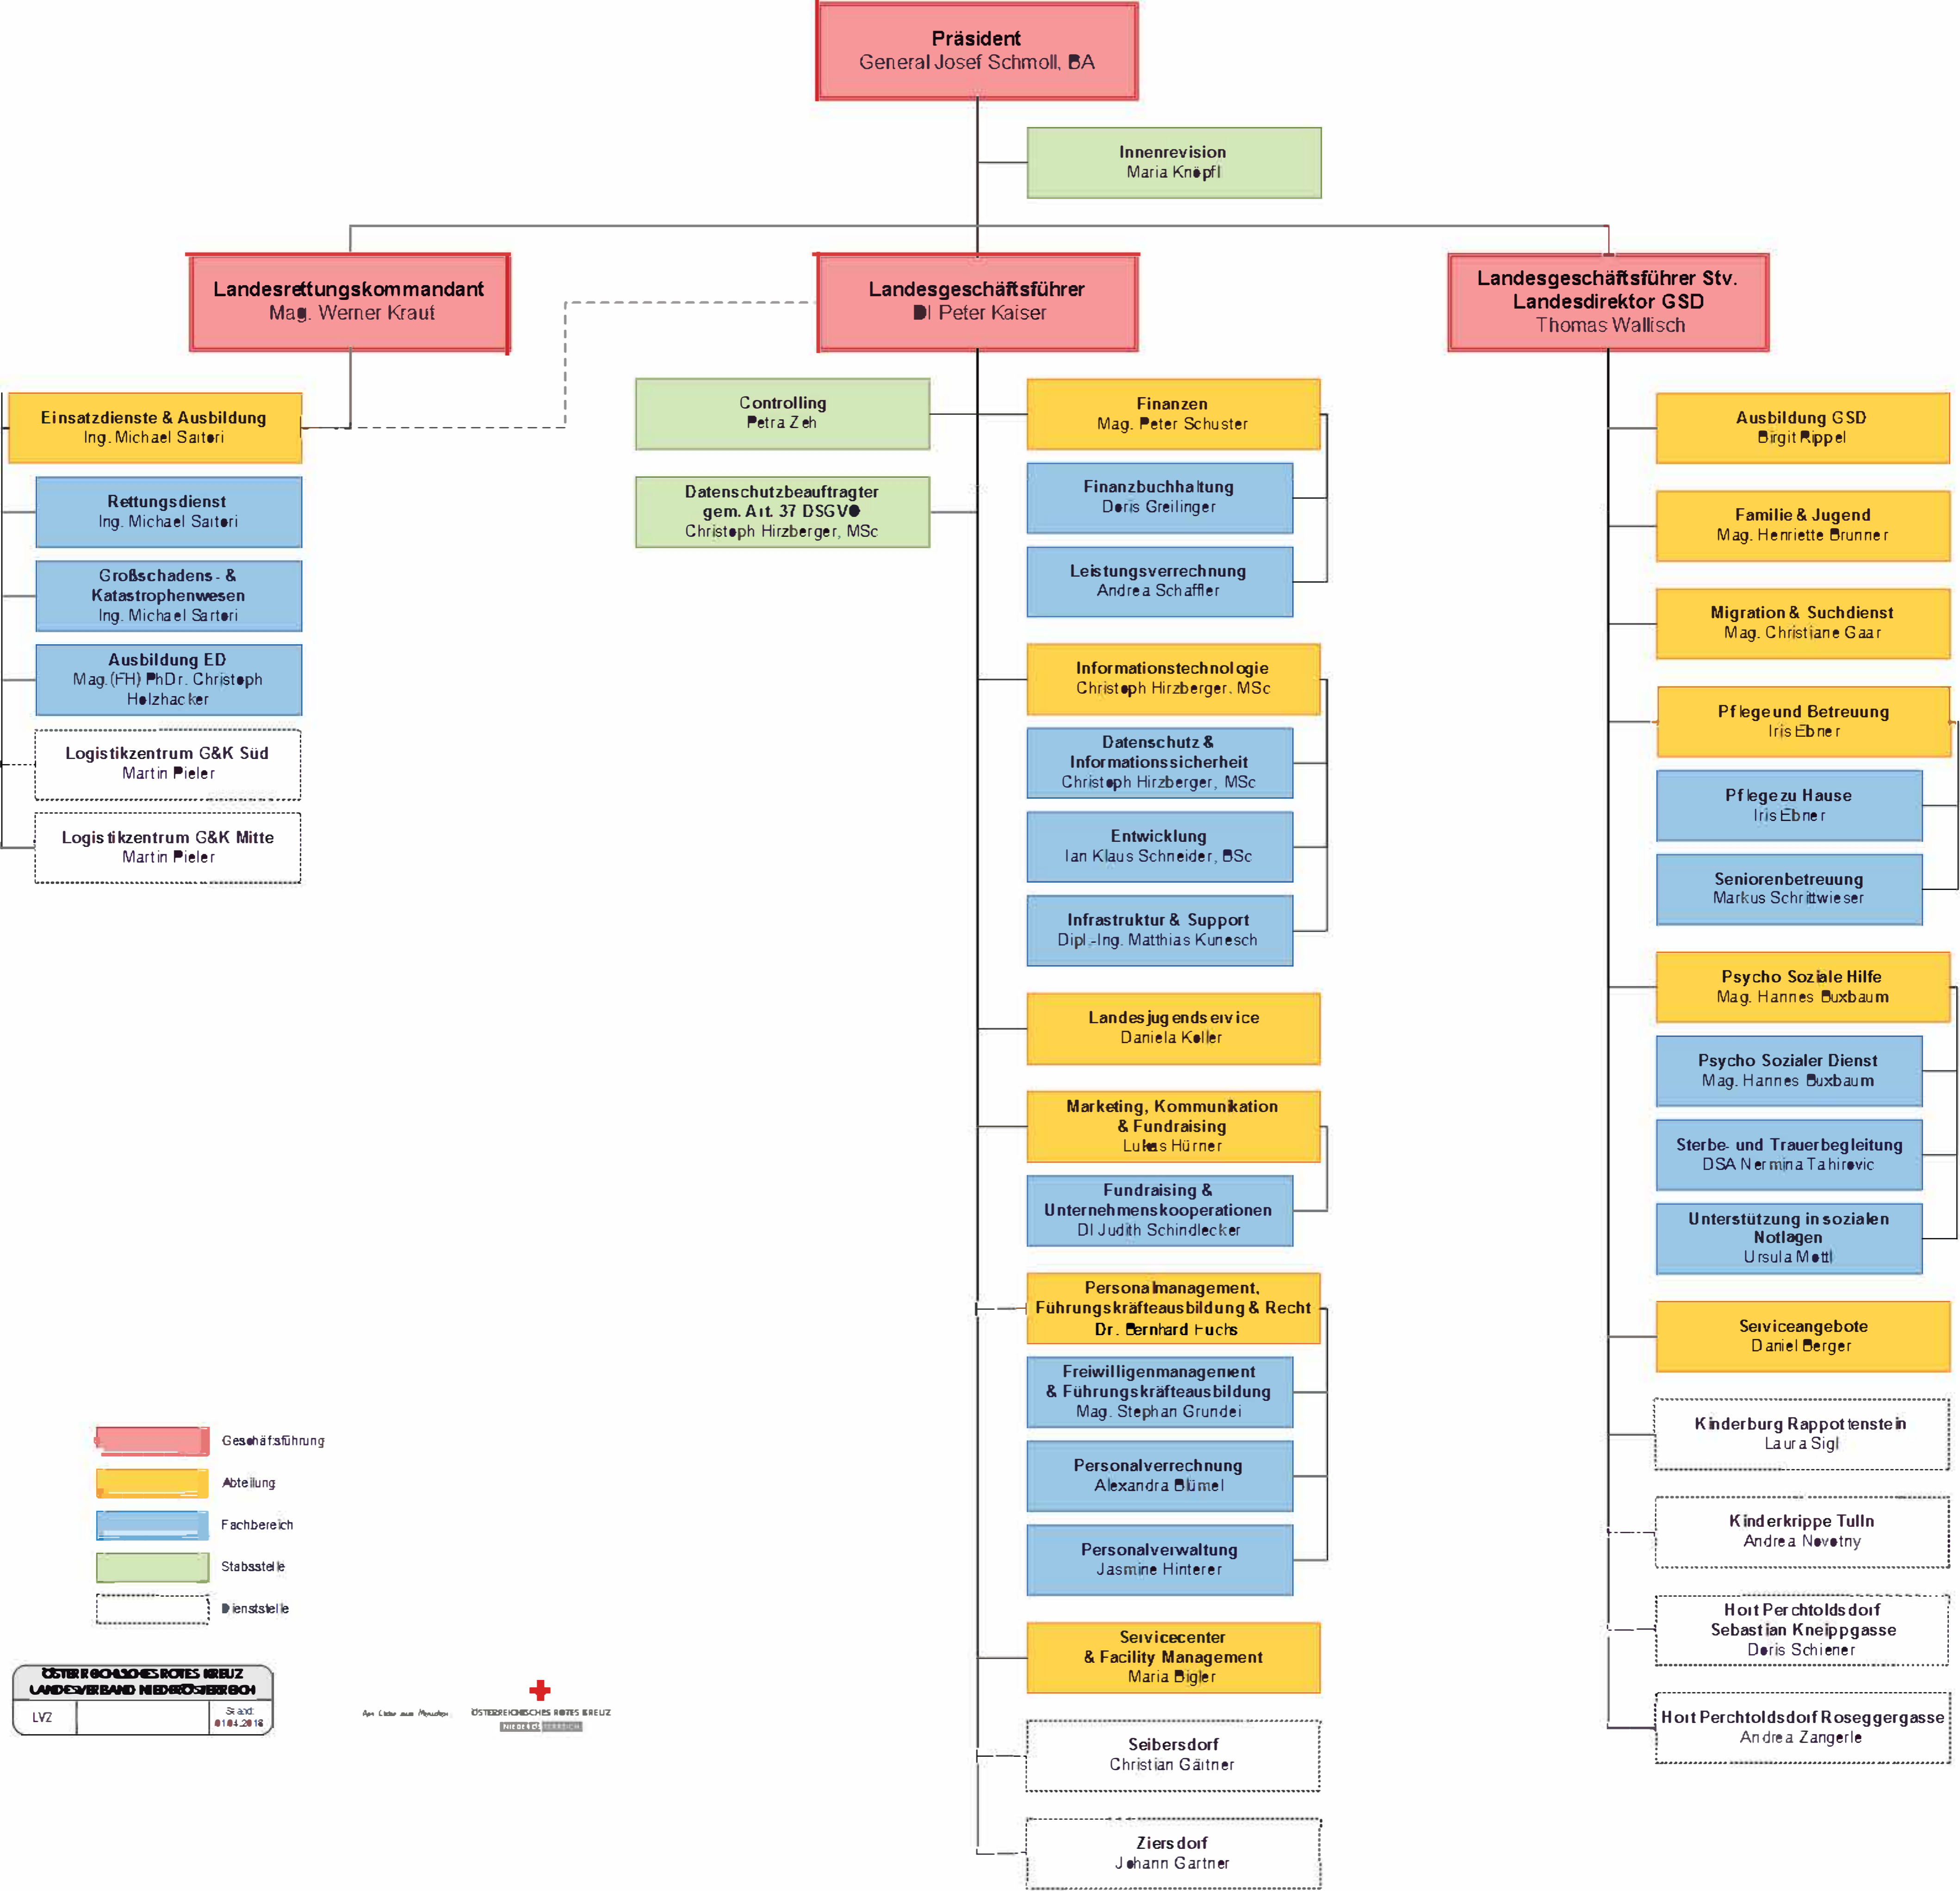 Präsident
General Josef Schmoll, BA
Innenrevision
Maria Knöpfl
Landesrettungskommandant
Mag. Werner Kraut
Landesgeschäftsführer
DI Peter Kaiser
Landesgeschäftsführer Stv.
Landesdirektor GSD
Thomas Wallisch
Einsatzdienste & Ausbildung
Ing. Michael Sartori
Rettungsdienst
Ing. Michael Sartori
Großschadens- &
Katastrophenwesen
Ing. Michael Sartori
Ausbildung ED
Mag.(FH) PhDr. Christoph
Holzhacker
Logistikzentrum G&K Süd
Martin Pieler
Logistikzentrum G&K Mitte
Martin Pieler
Controlling
Petra Zeh
Datenschutzbeauftragter
gem. Art. 37 DSGVO
Christoph Hirzberger, MSc
Finanzen
Mag. Peter Schuster
Finanzbuchhaltung
Doris Greilinger
Leistungsverrechnung
Andrea Schaffler
Informationstechnologie
Christoph Hirzberger, MSc
Datenschutz &
Informationssicherheit
Christoph Hirzberger, MSc
Entwicklung
Ian Klaus Schneider, BSc
Infrastruktur & Support
Dipl.-Ing. Matthias Kunesch
Landesjugendservice
Daniela Koller
Marketing, Kommunikation
& Fundraising
Lukas Hürner
Fundraising &
Unternehmenskooperationen
DI Judith Schindlecker
Personalmanagement,
Führungskräfteausbildung & Recht
Dr. Bernhard Fuchs
Freiwilligenmanagement
& Führungskräfteausbildung
Mag. Stephan Grundei
Personalverrechnung
Alexandra Blümel
Personalverwaltung
Jasmine Hinterer
Servicecenter
& Facility Management
Maria Bigler
Seibersdorf
Christian Gärtner
Ziersdorf
Johann Gartner
Ausbildung GSD
Birgit Rippel
Familie & Jugend
Mag. Henriette Brunner
Migration & Suchdienst
Mag. Christiane Gaar
Pflege und Betreuung
Iris Ebner
Pflege zu Hause
Iris Ebner
Seniorenbetreuung
Markus Schrittwieser
Psycho Soziale Hilfe
Mag. Hannes Buxbaum
Psycho Sozialer Dienst
Mag. Hannes Buxbaum
Sterbe- und Trauerbegleitung
DSA Nermina Tahirovic
Unterstützung in sozialen
Notlagen
Ursula Mottl
Serviceangebote
Daniel Berger
Kinderburg Rappottenstein
Laura Sigl
Kinderkrippe Tulln
Andrea Novotny
Hort Perchtoldsdorf
Sebastian Kneippgasse
Doris Schiener
Hort Perchtoldsdorf Roseggergasse
Andrea Zangerle
Geschäftsführung
Abteilung
Fachbereich
Stabsstelle
Dienststelle
ÖSTERREICHISCHES ROTES KREUZ
LANDESVERBAND NIEDERÖSTERREICH
LVZ
Stand:
01.04.2018
Aus Liebe zum Menschen.
ÖSTERREICHISCHES ROTES KREUZ
NIEDERÖSTERREICH